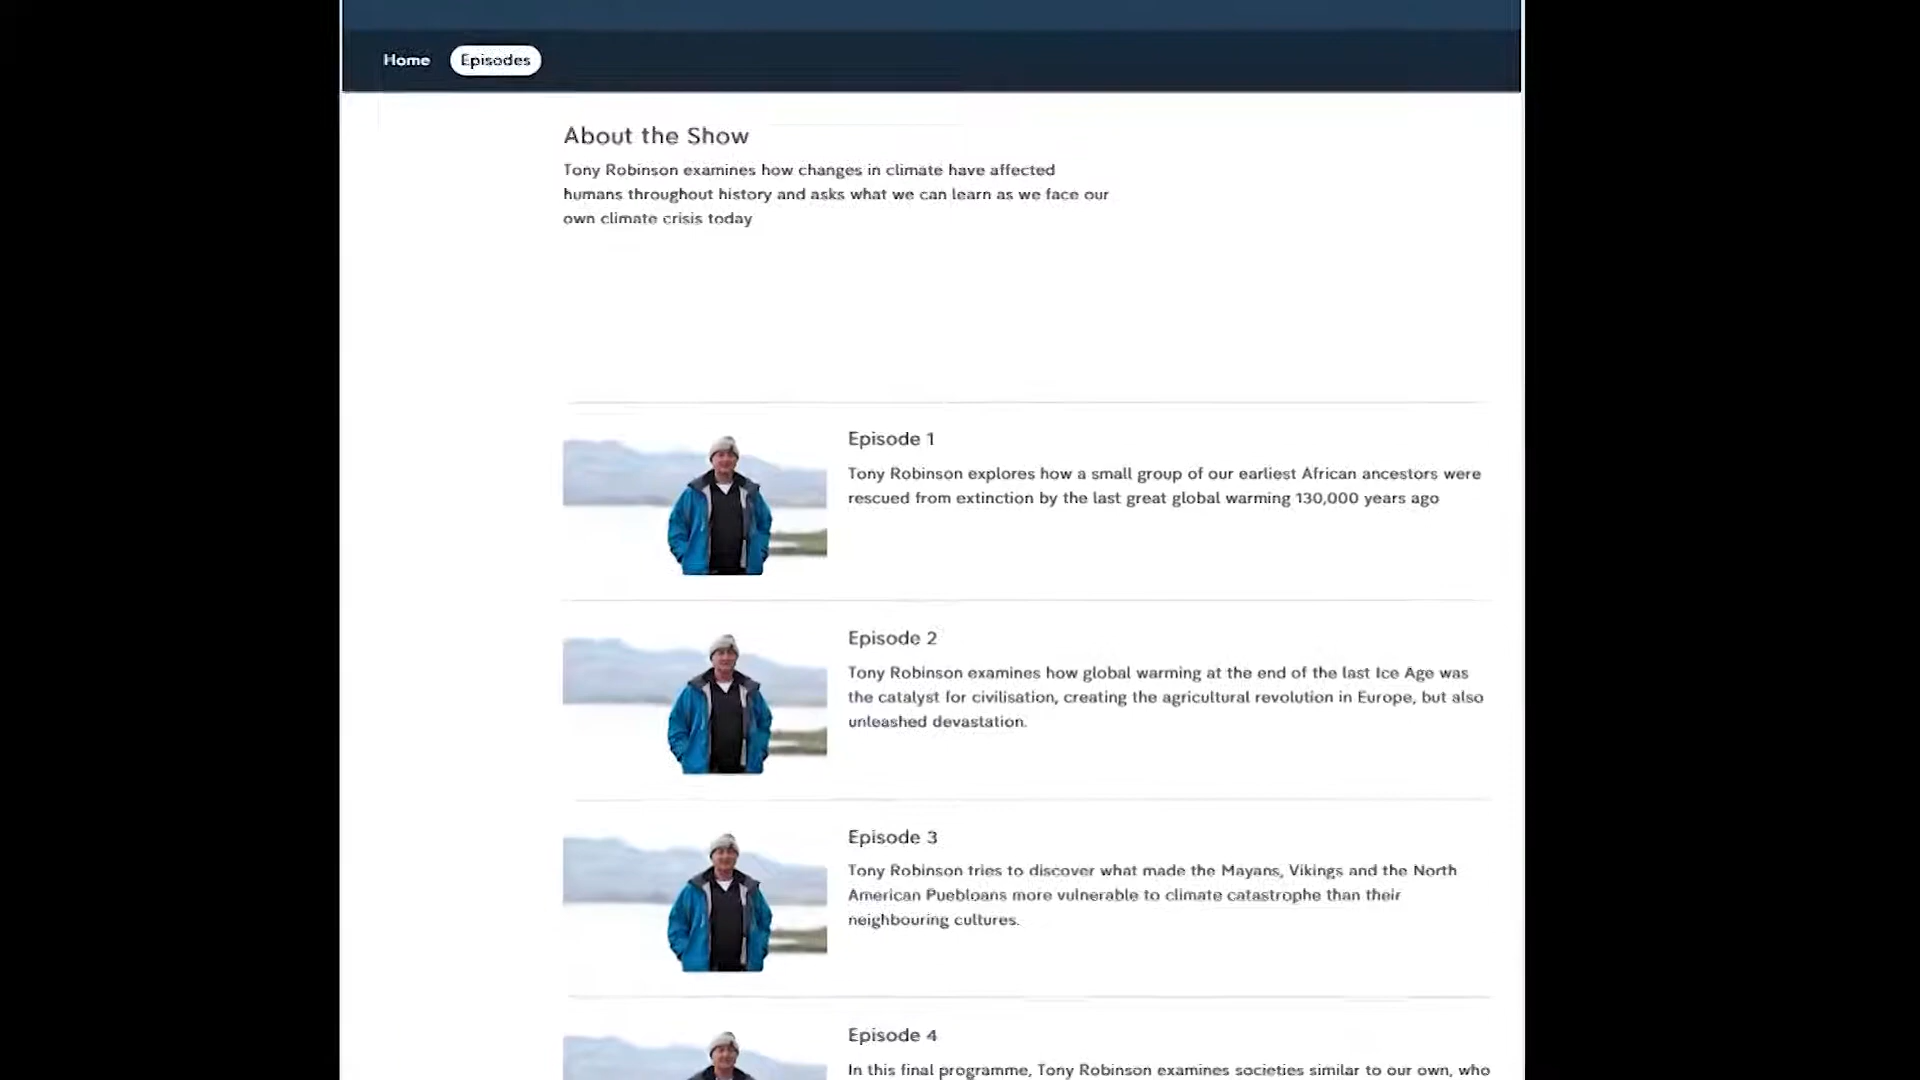 Home Episodes
About the Show
Tony Robinson examines how changes in climate have affected
humans throughout history and asks what we can learn as we face our
own climate crisis today
Episode 1
Tony Robinson explores how a small group of our earliest African ancestors were
rescued from extinction by the last great global warming 130,000 years ago
Episode 2
Tony Robinson examines how global warming at the end of the last Ice Age was
the catalyst for civilisation, creating the agricultural revolution in Europe, but also
unleashed devastation.
Episode 3
Tony Robinson tries to discover what made the Mayans, Vikings and the North
American Puebloans more vulnerable to climate catastrophe than their
neighbouring cultures.
Episode 4
In this final programme, Tony Robinson examines societies similar to our own, who